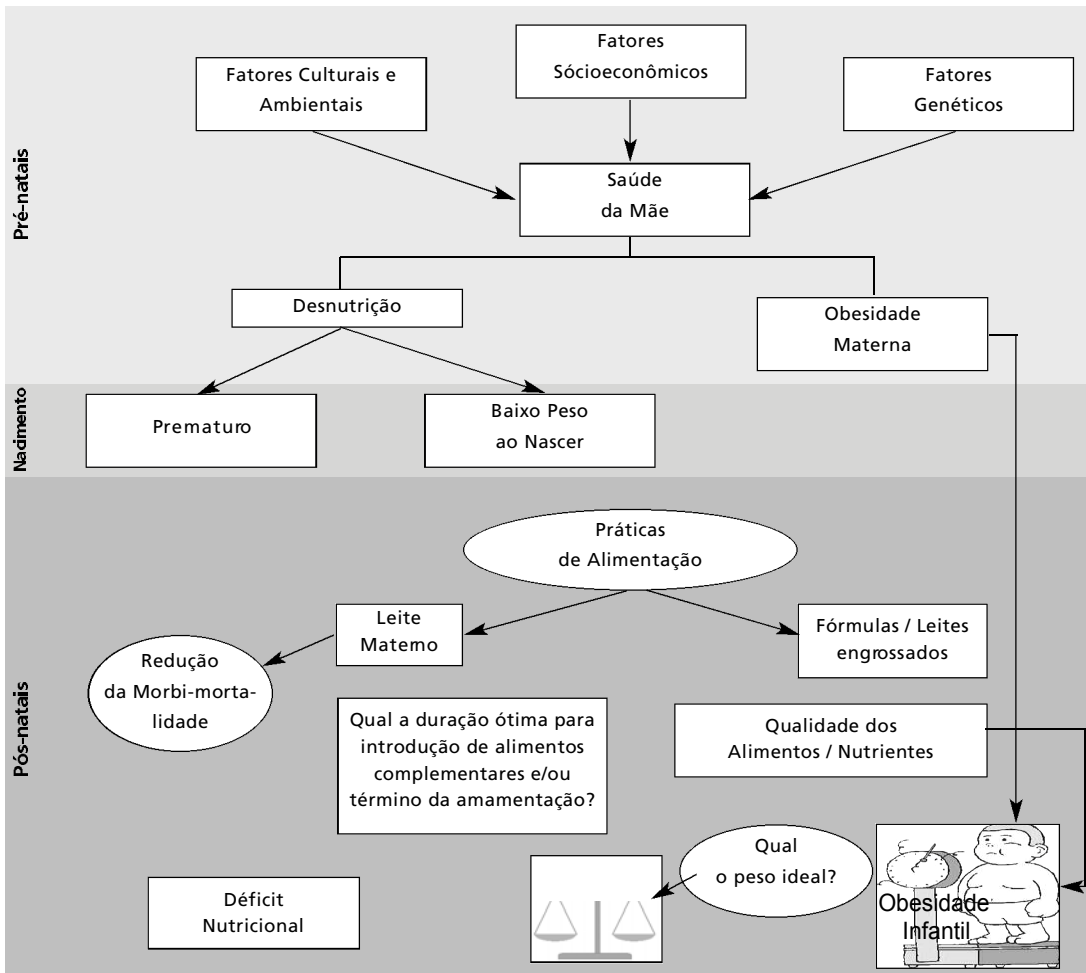 Pré-natais
Fatores Culturais e
Ambientais
Fatores
Sócioeconômicos
Fatores
Genéticos
Saúde
da Mãe
Desnutrição
Obesidade
Materna
Nacimento
Prematuro
Baixo Peso
ao Nascer
Pós-natais
Práticas
de Alimentação
Leite
Materno
Fórmulas / Leites
engrossados
Redução
da Morbi-morta-
lidade
Qual a duração ótima para
introdução de alimentos
complementares e/ou
término da amamentação?
Qualidade dos
Alimentos / Nutrientes
Qual
o peso ideal?
Obesidade
Infantil
Déficit
Nutricional